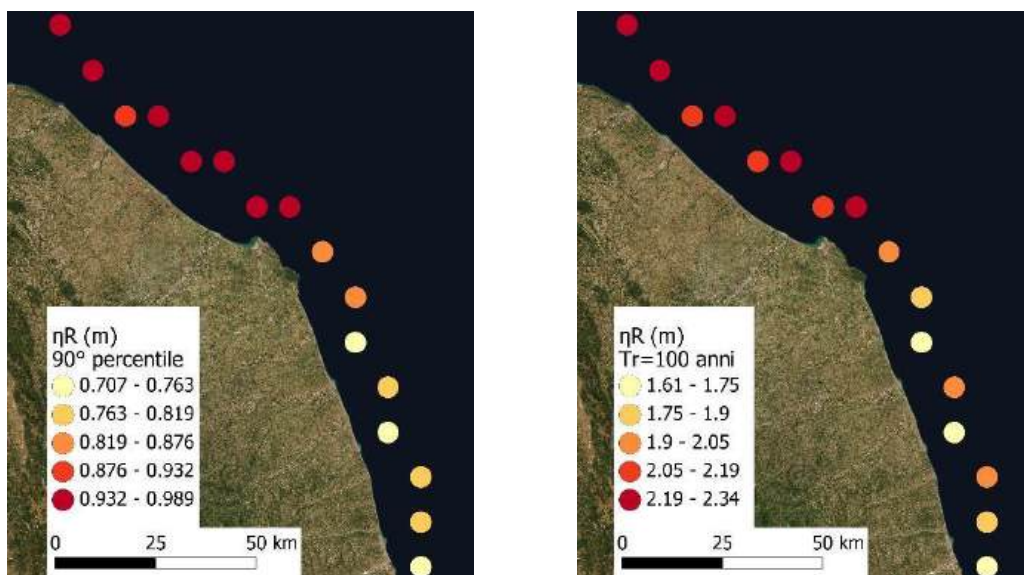 ηR (m)
90° percentile
0.707 - 0.763
0.763 - 0.819
0.819 - 0.876
0.876 - 0.932
0.932 - 0.989
0 25 50 km
ηR (m)
Tr=100 anni
1.61 - 1.75
1.75 - 1.9
1.9 - 2.05
2.05 - 2.19
2.19 - 2.34
0 25 50 km